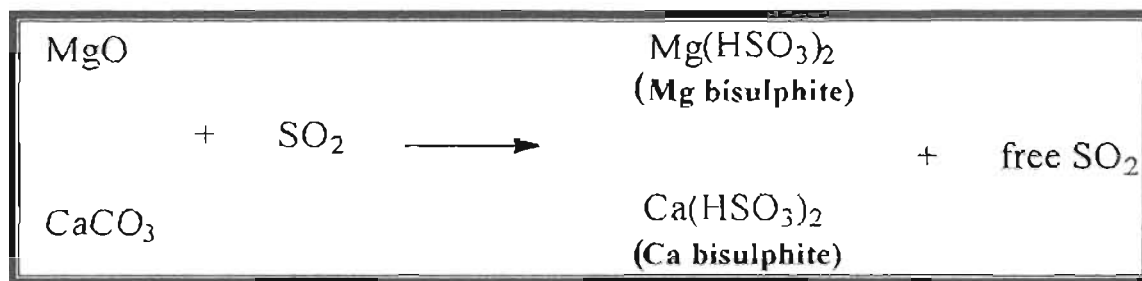 MgO
Mg(HSO₃)₂
(Mg bisulphite)
+ SO₂ ⟶ + free SO₂
CaCO₃
Ca(HSO₃)₂
(Ca bisulphite)